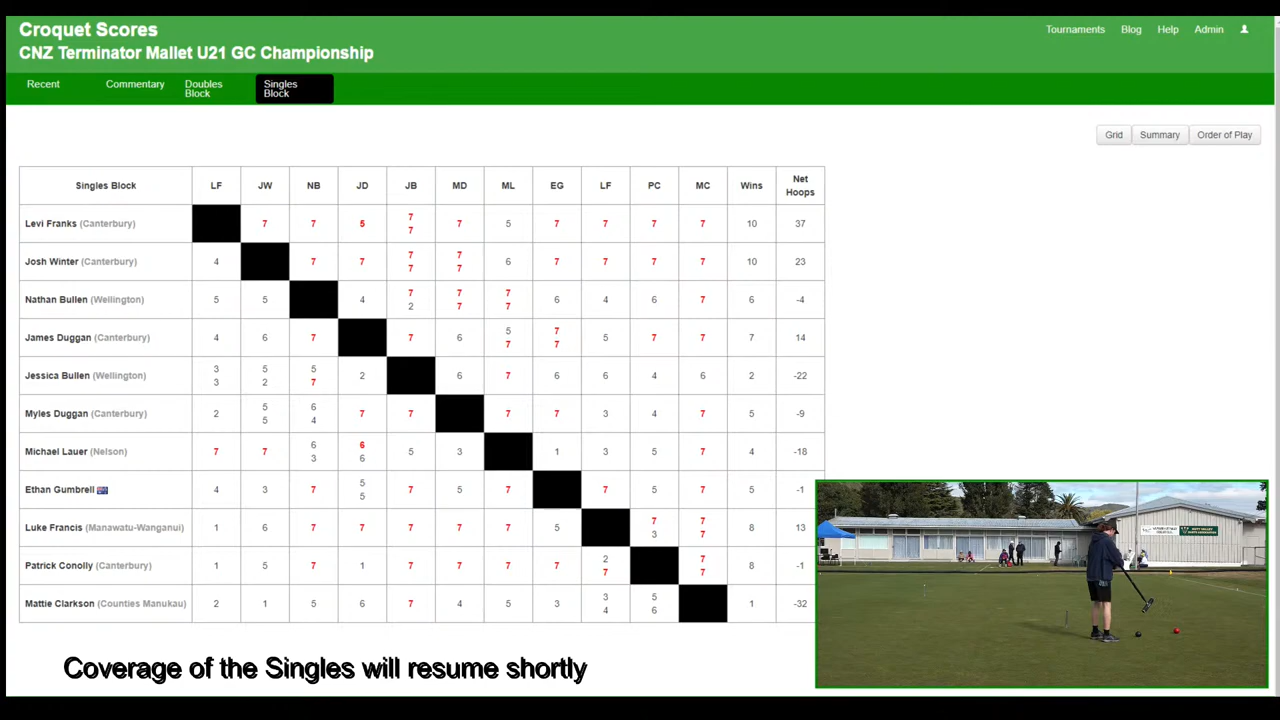 Croquet Scores
CNZ Terminator Mallet U21 GC Championship
Tournaments Blog Help Admin
Recent Commentary Doubles Block Singles Block
Grid Summary Order of Play
Singles Block LF JW NB JD JB MD ML EG LF PC MC Wins Net Hoops
Levi Franks (Canterbury) 7 7 5 7 7 7 5 7 7 7 7 10 37
Josh Winter (Canterbury) 4 7 7 7 7 7 7 6 7 7 7 7 10 23
Nathan Bullen (Wellington) 5 5 4 7 2 7 7 7 7 6 4 6 7 6 -4
James Duggan (Canterbury) 4 6 7 7 6 5 7 7 7 5 7 7 7 14
Jessica Bullen (Wellington) 3 3 5 2 5 7 2 6 7 6 6 4 6 2 -22
Myles Duggan (Canterbury) 2 5 5 6 4 7 7 7 7 3 4 7 5 -9
Michael Lauer (Nelson) 7 7 6 3 6 6 5 3 1 3 5 7 4 -18
Ethan Gumbrell 4 3 7 5 5 7 5 7 7 5 7 5 -1
Luke Francis (Manawatu-Wanganui) 1 6 7 7 7 7 7 5 7 3 7 7 8 13
Patrick Conolly (Canterbury) 1 5 7 1 7 7 7 7 2 7 7 7 8 -1
Mattie Clarkson (Counties Manukau) 2 1 5 6 7 4 5 3 3 4 5 6 1 -32
Coverage of the Singles will resume shortly